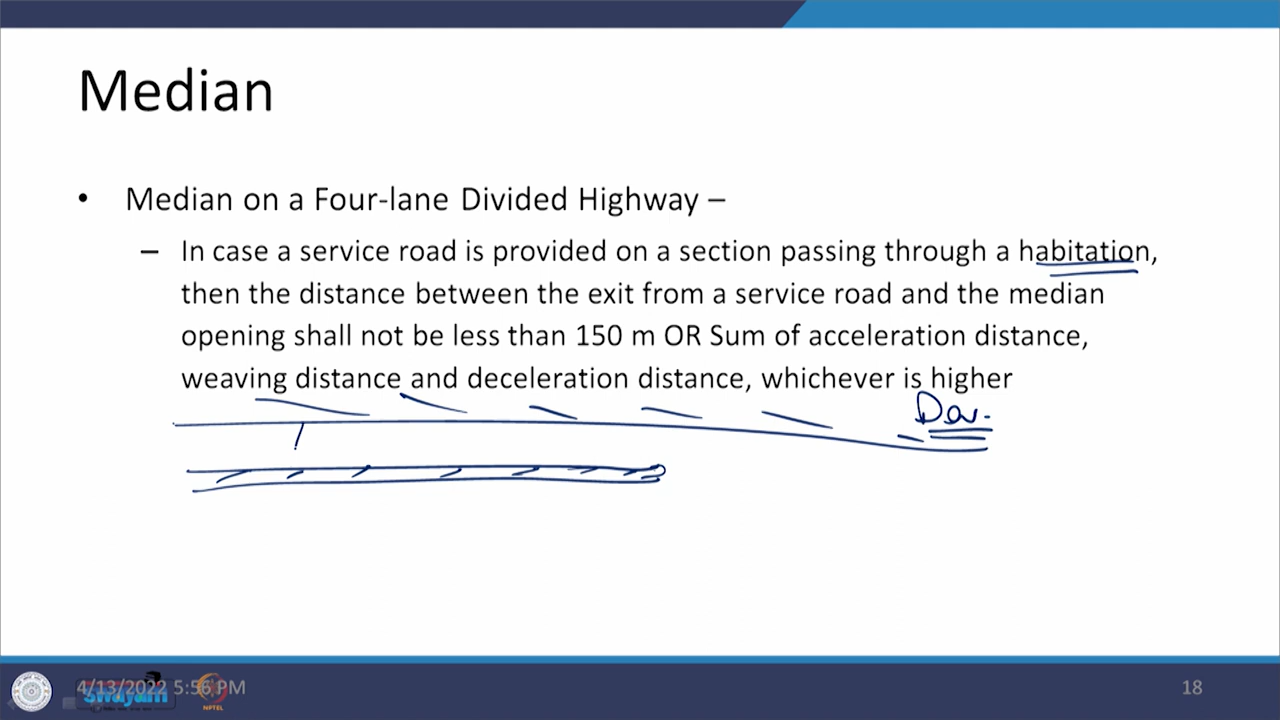 Median
• Median on a Four-lane Divided Highway –
– In case a service road is provided on a section passing through a habitation,
then the distance between the exit from a service road and the median
opening shall not be less than 150 m OR Sum of acceleration distance,
weaving distance and deceleration distance, whichever is higher
4/13/2022 5:56 PM
swayam
NPTEL
18